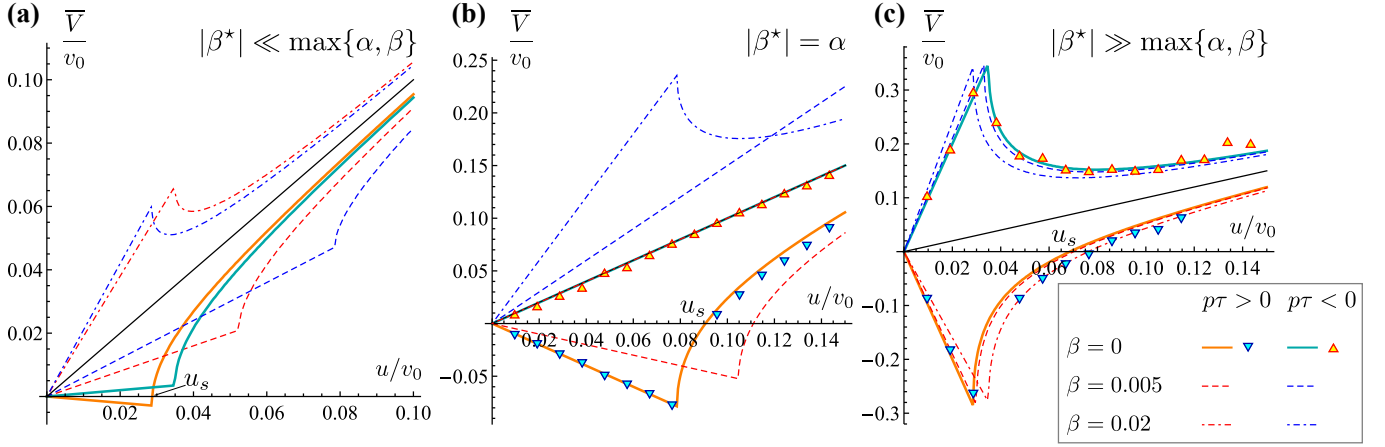 (a)
V̅/v₀
|β⋆| ≪ max{α, β}
0.10
0.08
0.06
0.04
0.02
0.02 0.04 0.06 0.08 0.10
u_s
u/v₀
(b)
V̅/v₀
|β⋆| = α
0.25
0.20
0.15
0.10
0.05
−0.05
0.02 0.04 0.06 0.08 0.10 0.12 0.14
u_s
u/v₀
(c)
V̅/v₀
|β⋆| ≫ max{α, β}
0.3
0.2
0.1
−0.1
−0.2
−0.3
0.02 0.04 0.06 0.08 0.10 0.12 0.14
u_s
u/v₀
pτ > 0 pτ < 0
β = 0
β = 0.005
β = 0.02